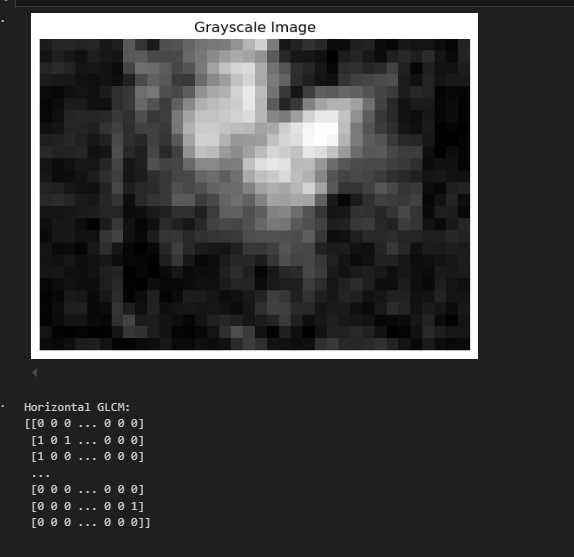 Grayscale Image
Horizontal GLCM:
[[0 0 0 ... 0 0 0]
[1 0 1 ... 0 0 0]
[1 0 0 ... 0 0 0]
...
[0 0 0 ... 0 0 0]
[0 0 0 ... 0 0 1]
[0 0 0 ... 0 0 0]]